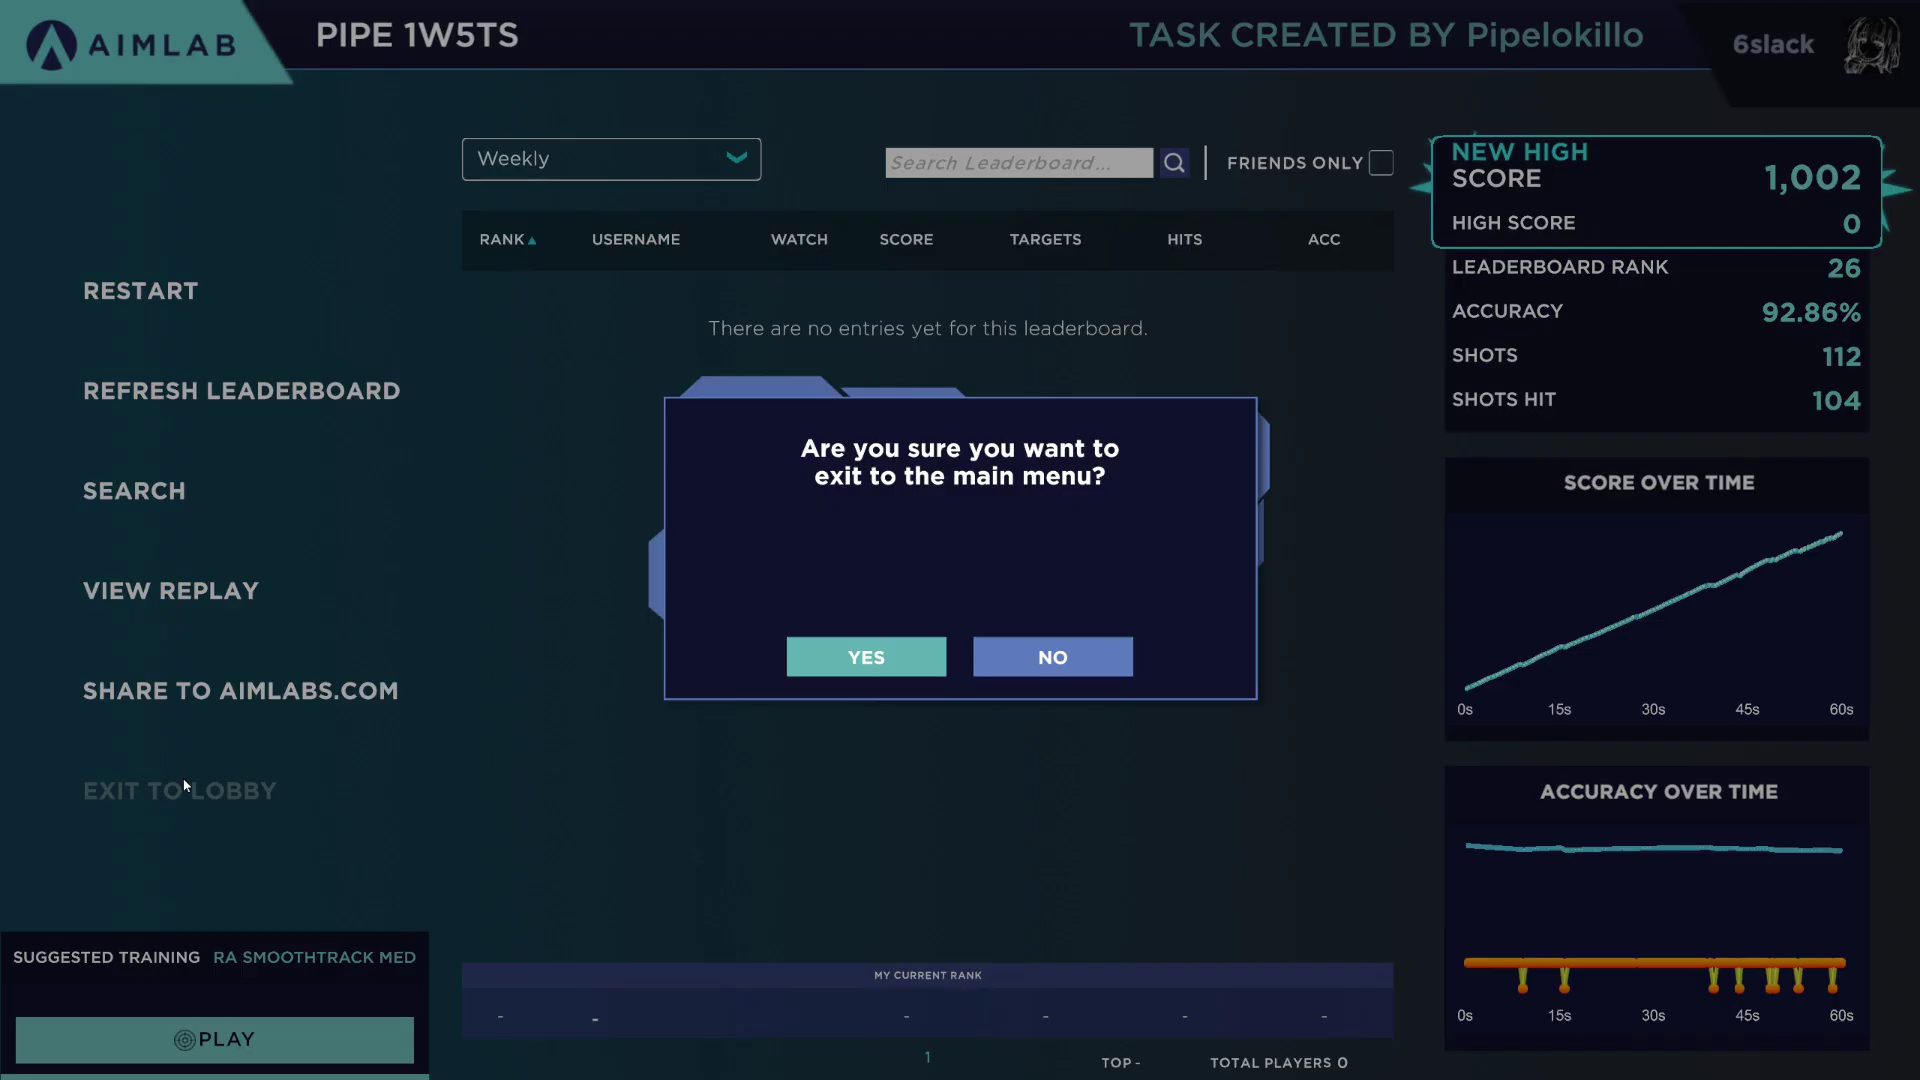 AIMLAB
PIPE 1W5TS
TASK CREATED BY Pipelokillo
6slack
Weekly
Search Leaderboard...
FRIENDS ONLY
RANK
USERNAME
WATCH
SCORE
TARGETS
HITS
ACC
There are no entries yet for this leaderboard.
RESTART
REFRESH LEADERBOARD
SEARCH
VIEW REPLAY
SHARE TO AIMLABS.COM
EXIT TO LOBBY
Are you sure you want to
exit to the main menu?
YES
NO
NEW HIGH
SCORE 1,002
HIGH SCORE 0
LEADERBOARD RANK 26
ACCURACY 92.86%
SHOTS 112
SHOTS HIT 104
SCORE OVER TIME
0s 15s 30s 45s 60s
ACCURACY OVER TIME
0s 15s 30s 45s 60s
SUGGESTED TRAINING RA SMOOTHTRACK MED
PLAY
MY CURRENT RANK
- - - - - -
1
TOP -
TOTAL PLAYERS 0